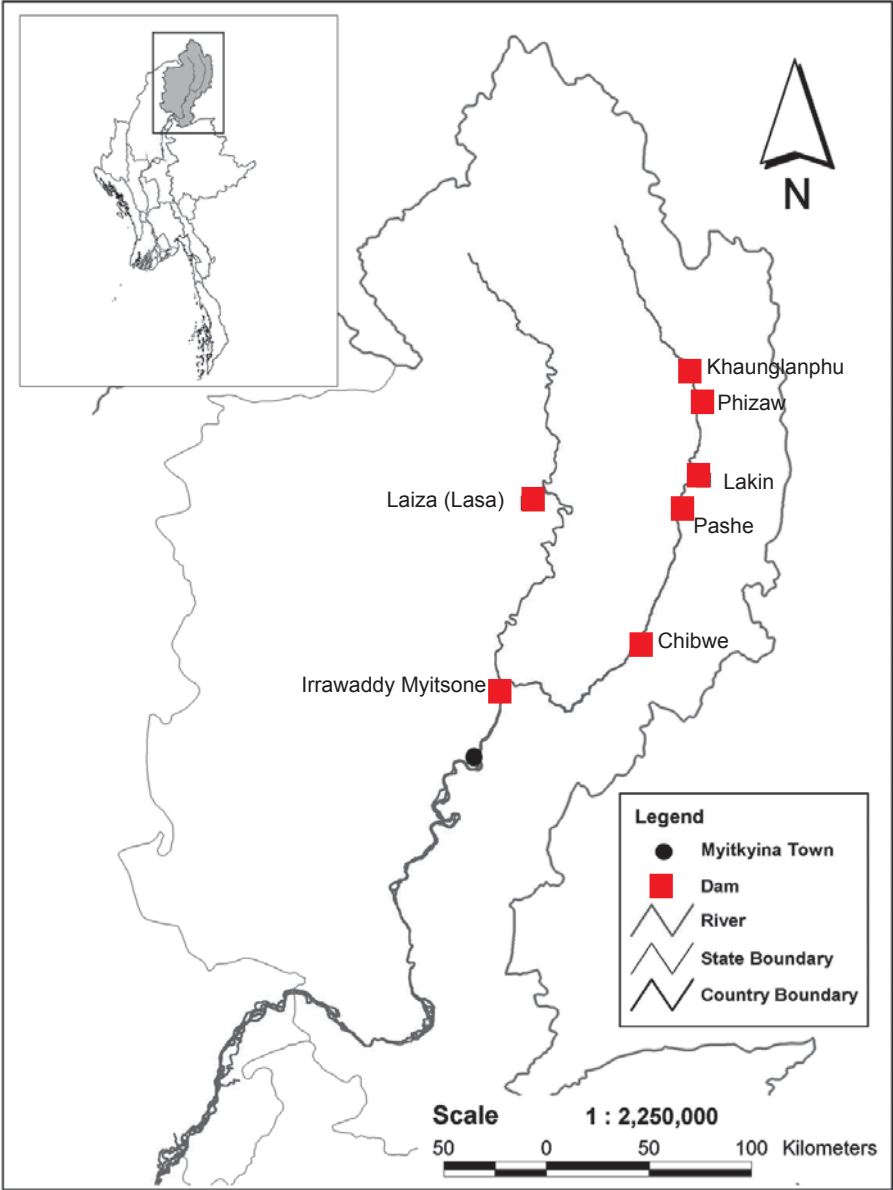 N
Khaunglanphu
Phizaw
Lakin
Laiza (Lasa)
Pashe
Chibwe
Irrawaddy Myitsone
Legend
Myitkyina Town
Dam
River
State Boundary
Country Boundary
Scale 1 : 2,250,000
50 0 50 100 Kilometers